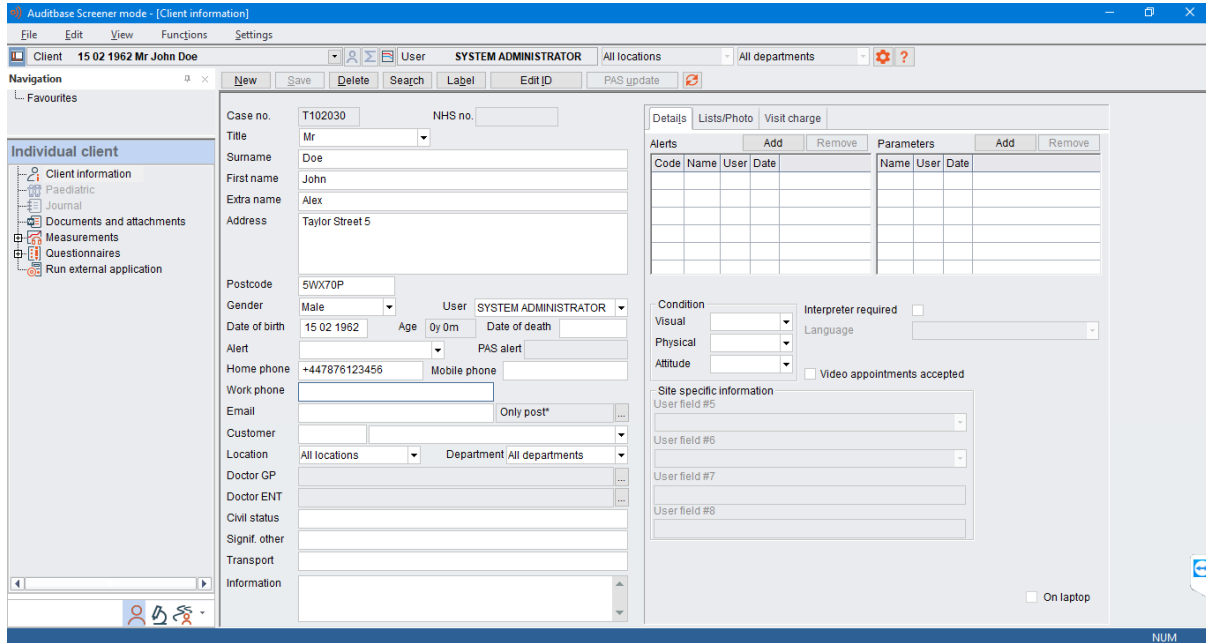 Auditbase Screener mode - [Client information]
File Edit View Functions Settings
Client 15 02 1962 Mr John Doe User SYSTEM ADMINISTRATOR All locations All departments
Navigation
Favourites
Individual client
Client information
Paediatric
Journal
Documents and attachments
Measurements
Questionnaires
Run external application
New Save Delete Search Label Edit ID PAS update
Case no. T102030 NHS no.
Title Mr
Surname Doe
First name John
Extra name Alex
Address Taylor Street 5
Postcode 5WX70P
Gender Male User SYSTEM ADMINISTRATOR
Date of birth 15 02 1962 Age 0y 0m Date of death
Alert PAS alert
Home phone +447876123456 Mobile phone
Work phone
Email Only post* ...
Customer
Location All locations Department All departments
Doctor GP ...
Doctor ENT ...
Civil status
Signif. other
Transport
Information
Details Lists/Photo Visit charge
Alerts Add Remove Parameters Add Remove
Code Name User Date Name User Date
Condition
Visual
Physical
Attitude
Interpreter required
Language
Video appointments accepted
Site specific information
User field #5
User field #6
User field #7
User field #8
On laptop
NUM